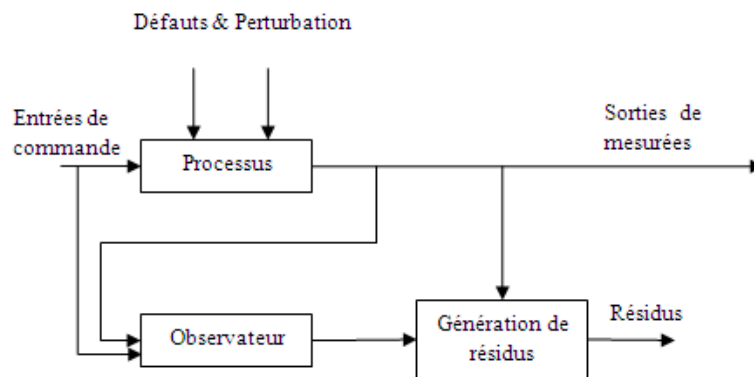 Défauts & Perturbation
Entrées de
commande
Sorties de
mesurées
Processus
Observateur
Génération de
résidus
Résidus